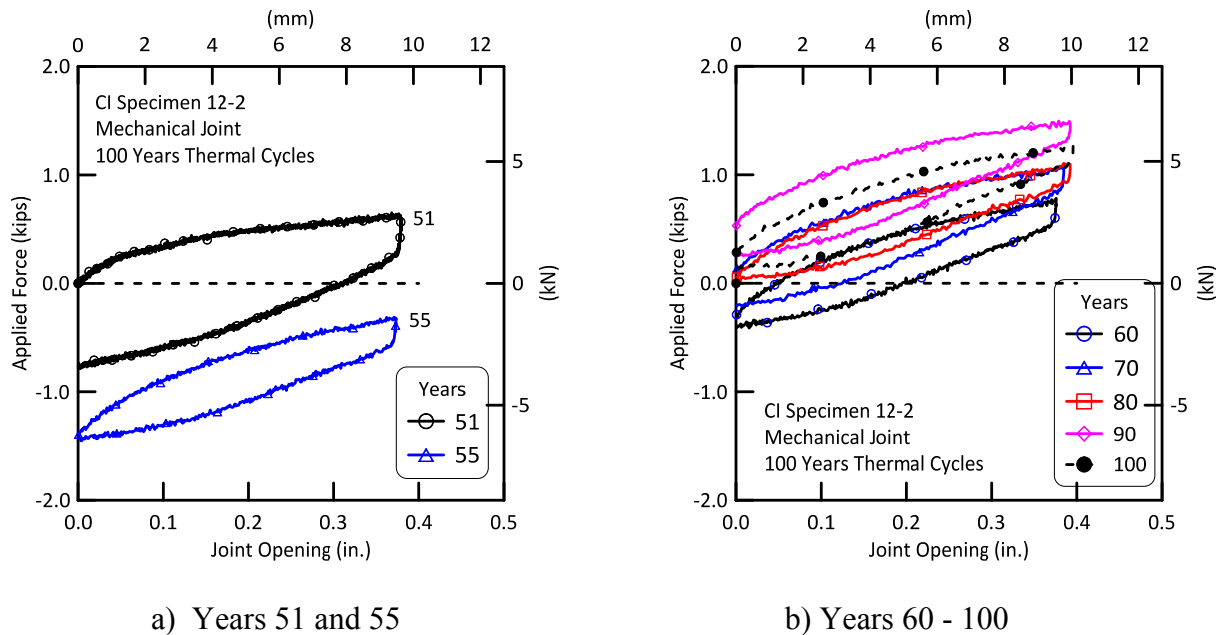 (mm)
0 2 4 6 8 10 12
2.0
1.0
0.0
-1.0
-2.0
Applied Force (kips)
CI Specimen 12-2
Mechanical Joint
100 Years Thermal Cycles
51
55
5
0
-5
(kN)
Years
51
55
0.0 0.1 0.2 0.3 0.4 0.5
Joint Opening (in.)
a) Years 51 and 55
(mm)
0 2 4 6 8 10 12
2.0
1.0
0.0
-1.0
-2.0
Applied Force (kips)
5
0
-5
(kN)
Years
60
70
80
90
100
CI Specimen 12-2
Mechanical Joint
100 Years Thermal Cycles
0.0 0.1 0.2 0.3 0.4 0.5
Joint Opening (in.)
b) Years 60 - 100